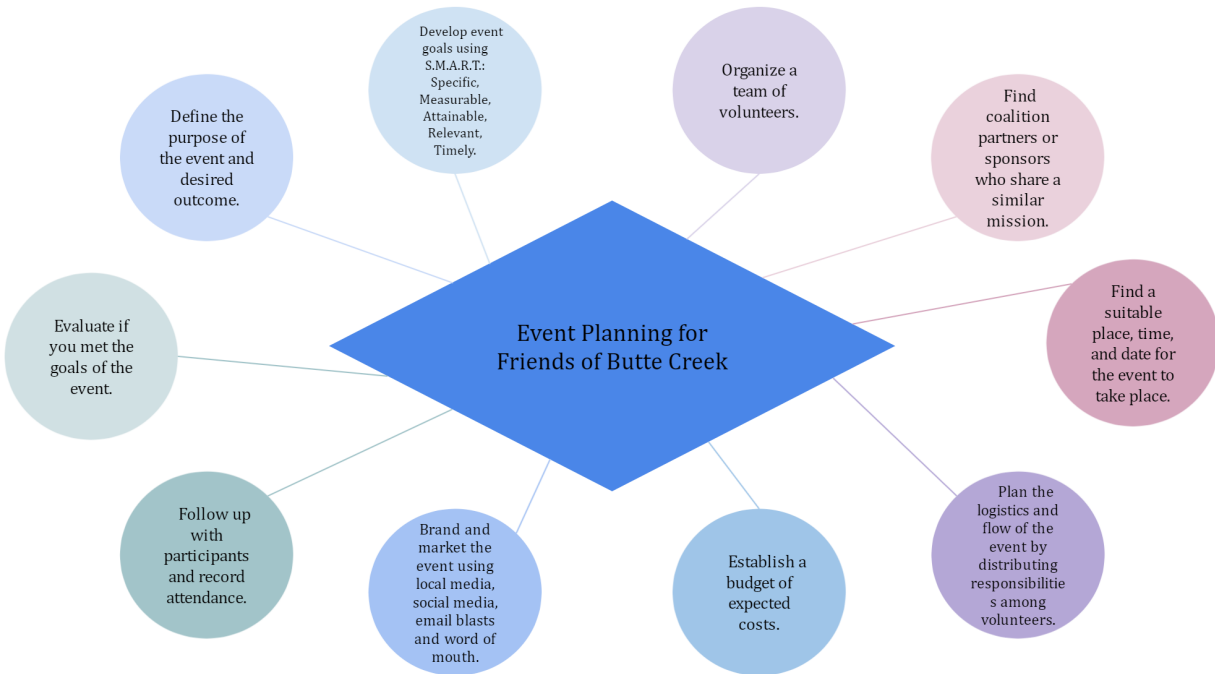 Develop event
goals using
S.M.A.R.T.:
Specific,
Measurable,
Attainable,
Relevant,
Timely.
Organize a
team of
volunteers.
Find
coalition
partners or
sponsors
who share a
similar
mission.
Find a
suitable
place, time,
and date for
the event to
take place.
Plan the
logistics and
flow of the
event by
distributing
responsibilitie
s among
volunteers.
Establish a
budget of
expected
costs.
Brand and
market the
event using
local media,
social media,
email blasts
and word of
mouth.
Follow up
with
participants
and record
attendance.
Evaluate if
you met the
goals of the
event.
Define the
purpose of
the event and
desired
outcome.
Event Planning for
Friends of Butte Creek